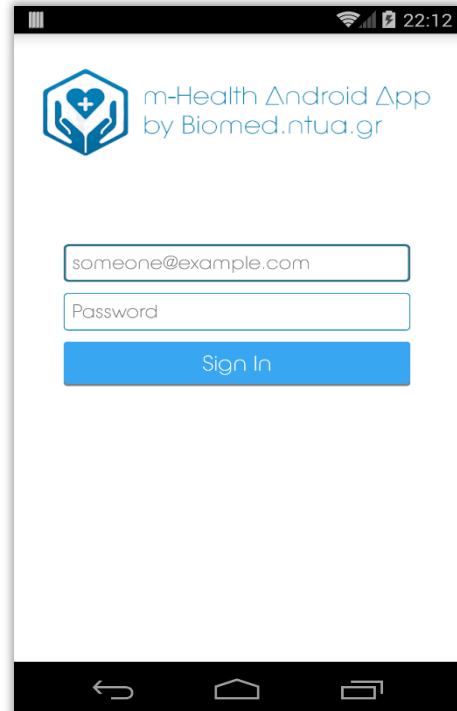 22:12
m-Health Android App
by Biomed.ntua.gr
someone@example.com
Password
Sign In